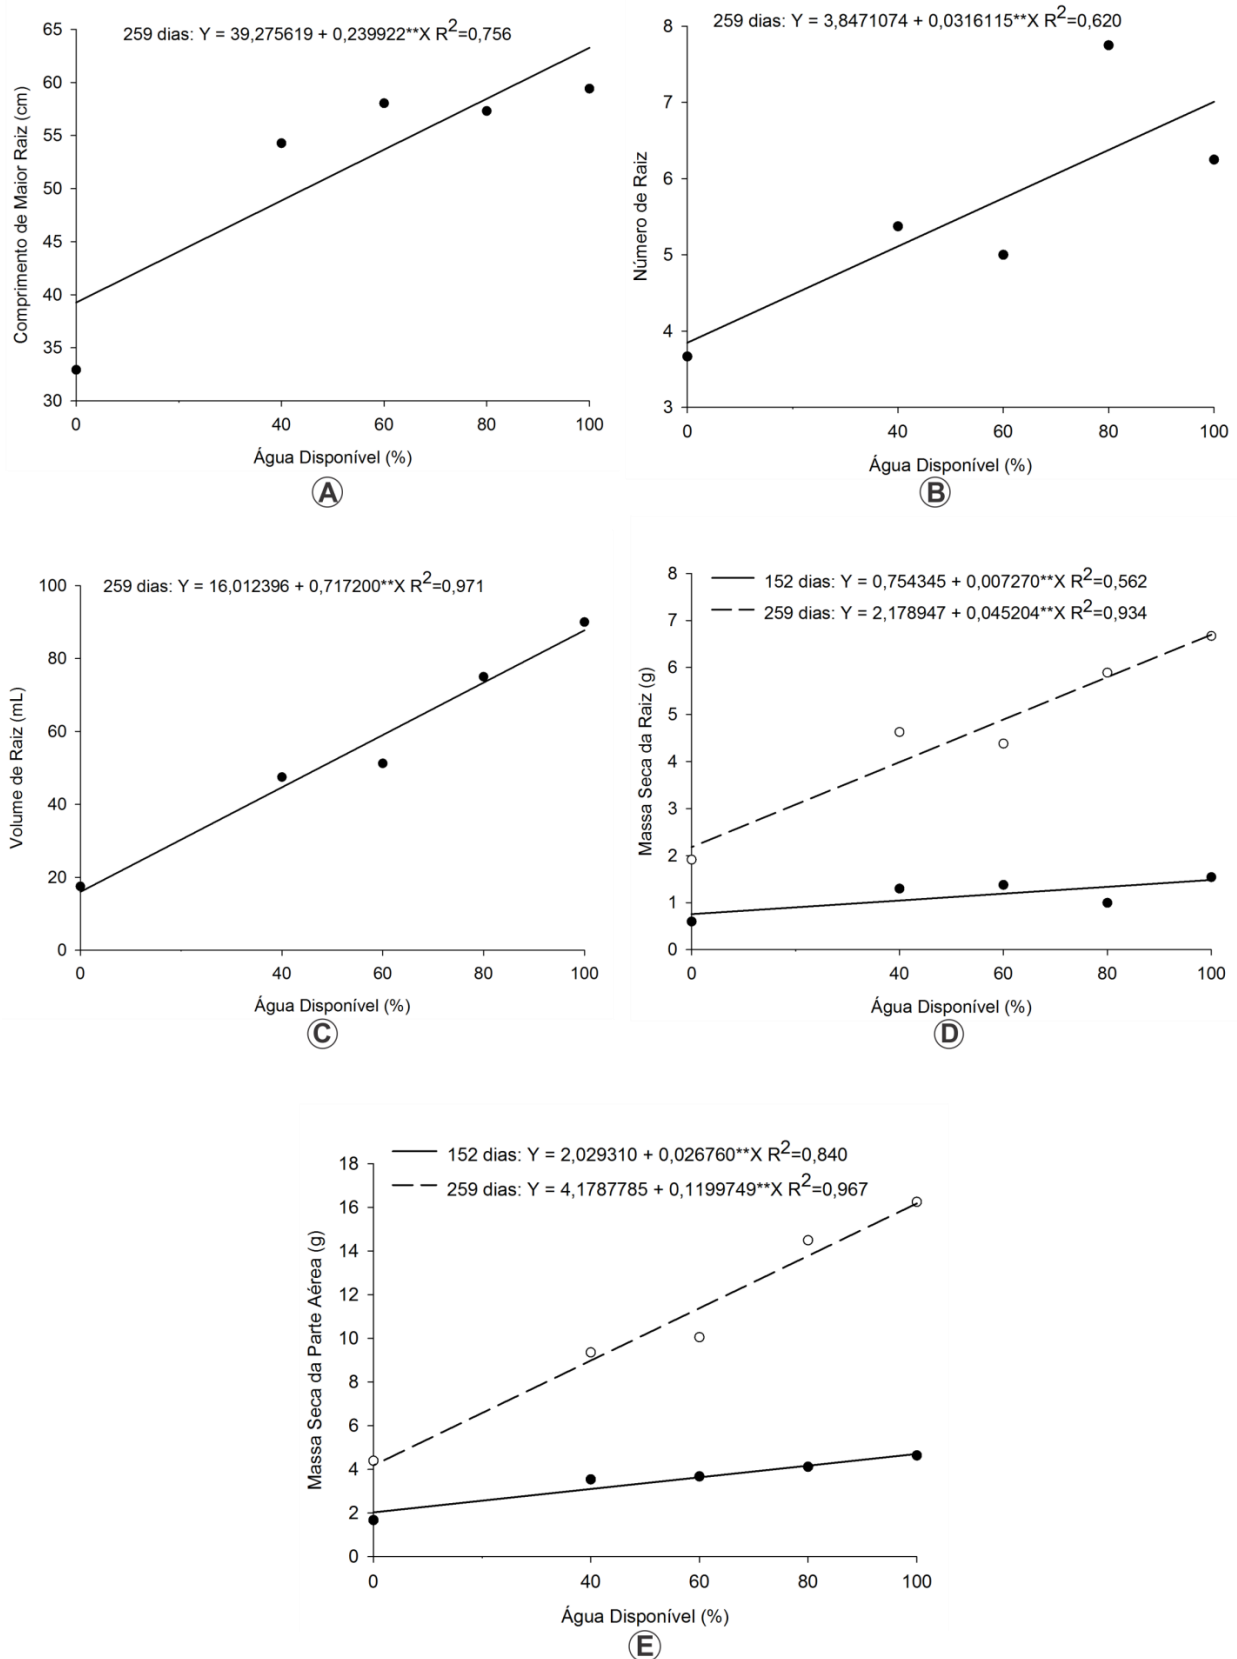 259 dias: Y = 39,275619 + 0,239922**X R2=0,756
65
60
55
50
45
40
35
30
Comprimento de Maior Raiz (cm)
0 40 60 80 100
Água Disponível (%)
A
259 dias: Y = 3,8471074 + 0,0316115**X R2=0,620
8
7
6
5
4
3
Número de Raiz
0 40 60 80 100
Água Disponível (%)
B
259 dias: Y = 16,012396 + 0,717200**X R2=0,971
100
80
60
40
20
0
Volume de Raiz (mL)
0 40 60 80 100
Água Disponível (%)
C
152 dias: Y = 0,754345 + 0,007270**X R2=0,562
259 dias: Y = 2,178947 + 0,045204**X R2=0,934
8
7
6
5
4
3
2
1
0
Massa Seca da Raiz (g)
0 40 60 80 100
Água Disponível (%)
D
152 dias: Y = 2,029310 + 0,026760**X R2=0,840
259 dias: Y = 4,1787785 + 0,1199749**X R2=0,967
18
16
14
12
10
8
6
4
2
0
Massa Seca da Parte Aérea (g)
0 40 60 80 100
Água Disponível (%)
E